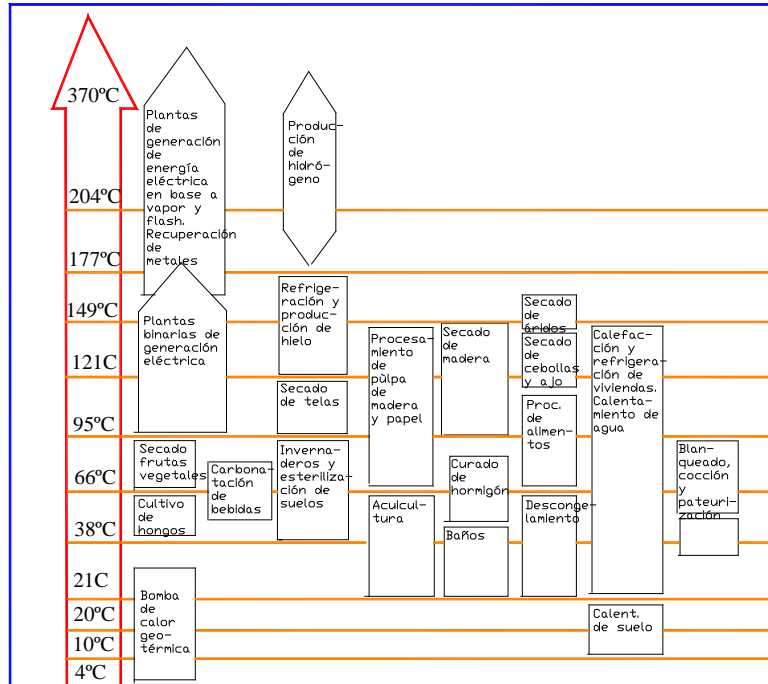 370ºC
204ºC
177ºC
149ºC
121C
95ºC
66ºC
38ºC
21C
20ºC
10ºC
4ºC
Plantas
de
generación
de
energía
eléctrica
en base a
vapor y
flash.
Recuperación
de
metales
Produc-
ción
de
hidró-
geno
Plantas
binarias de
generación
eléctrica
Refrige-
ración y
produc-
ción de
hielo
Procesa-
miento
de
pùlpa
de
madera
y papel
Secado
de
madera
Secado
de
áridos
Secado
de
cebollas
y ajo
Calefac-
ción y
refrigera-
ción de
viviendas.
Calenta-
miento de
agua
Secado
de telas
Proc.
de
alimen-
tos
Secado
frutas
vegetales
Carbona-
tación
de
bebidas
Inverna-
deros y
esterili-
zación de
suelos
Curado
de
hormigón
Blan-
queado,
cocción
y
pateuri-
zación
Cultivo
de
hongos
Acuicul-
tura
Baños
Desconge-
lamiento
Bomba
de
calor
geo-
térmica
Calent.
de suelo